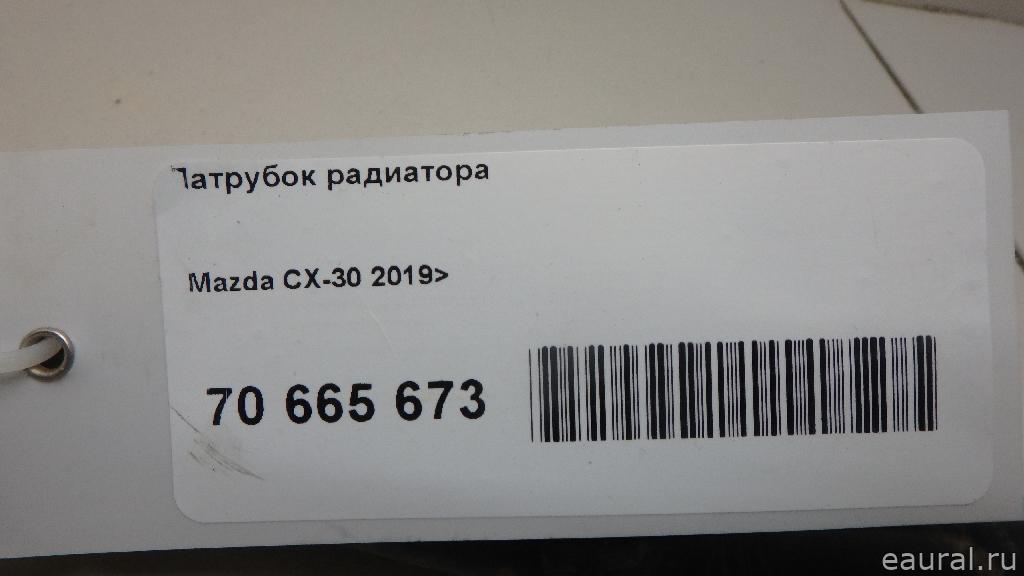 Патрубок радиатора
Mazda CX-30 2019>
70 665 673
eaural.ru